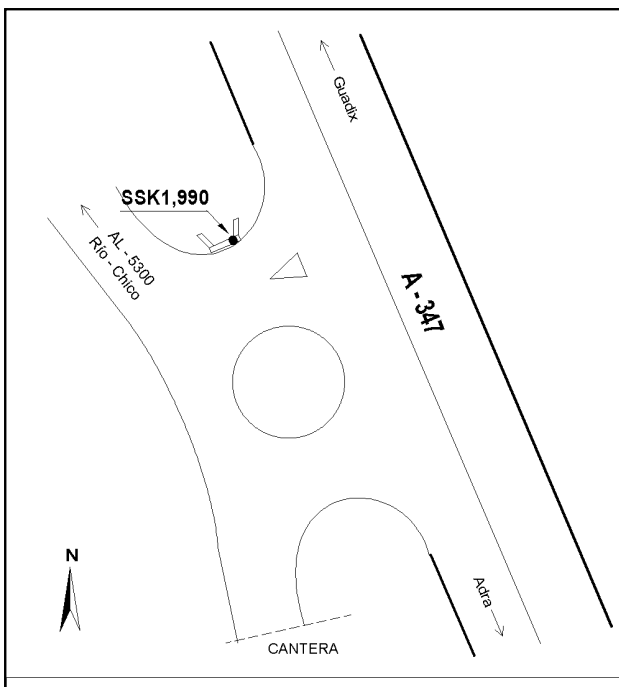 Guadix
SSK1,990
AL - 5300
Río - Chico
A - 347
N
Adra
CANTERA